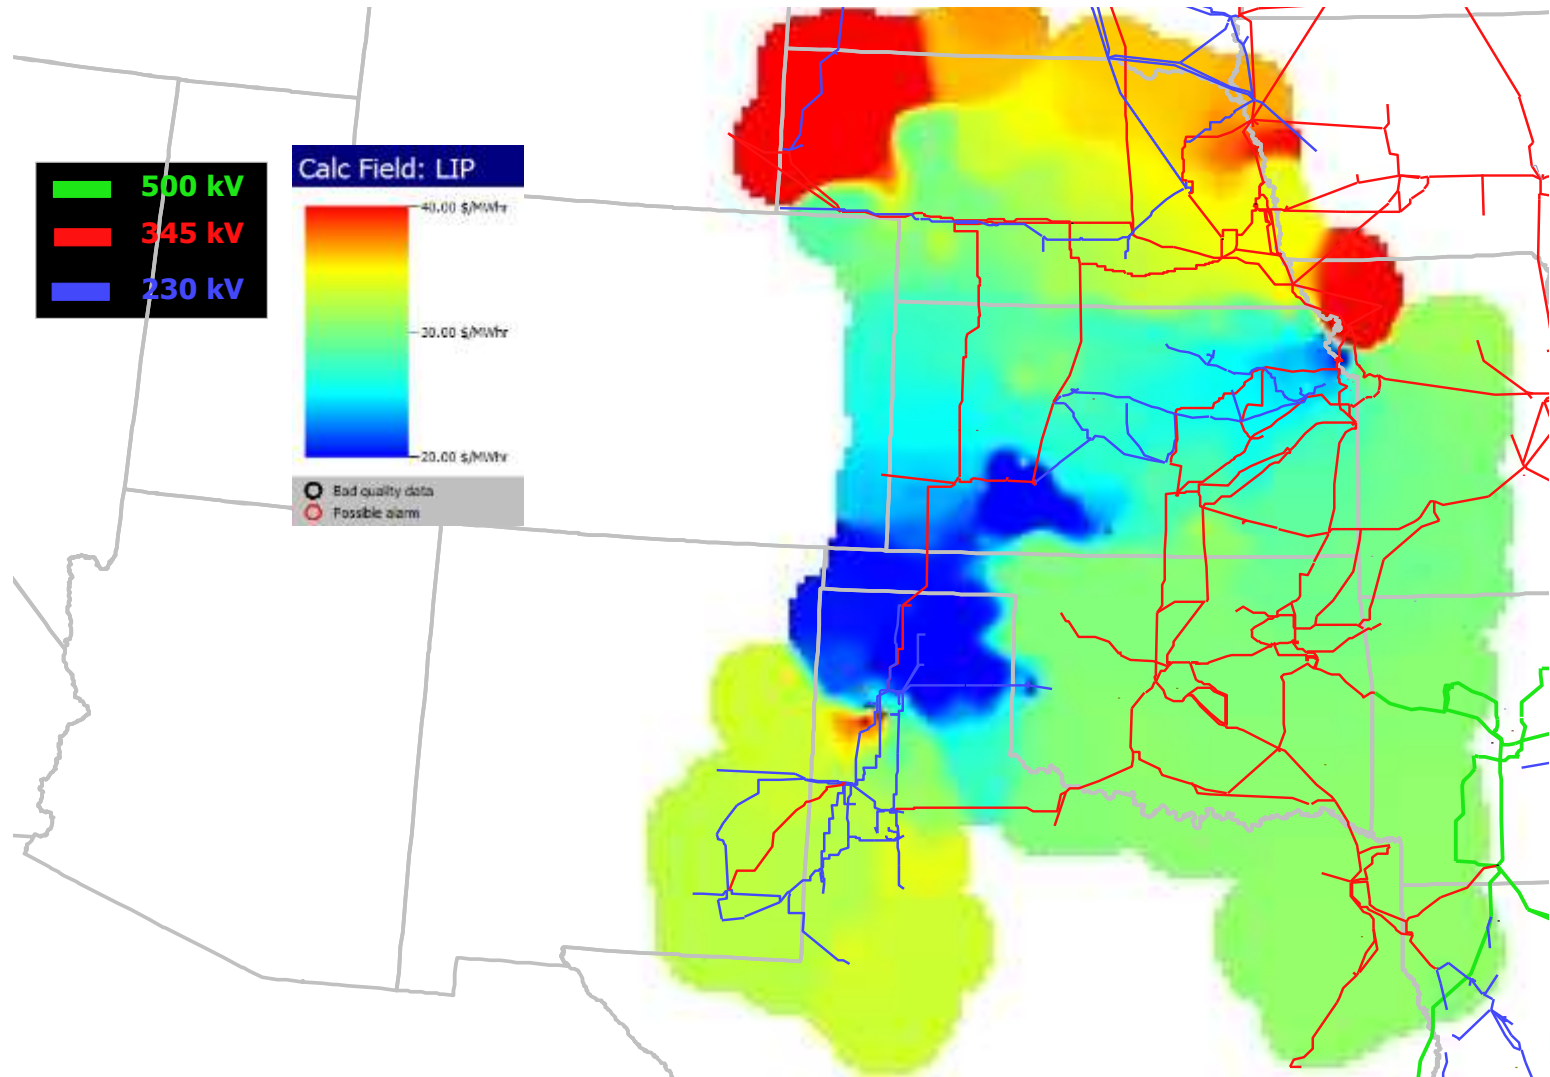 Calc Field: LIP
500 kV
40.00 $/MWhr
345 kV
230 kV
30.00 $/MWhr
20.00 $/MWhr
Bad quality data
Possible alarm